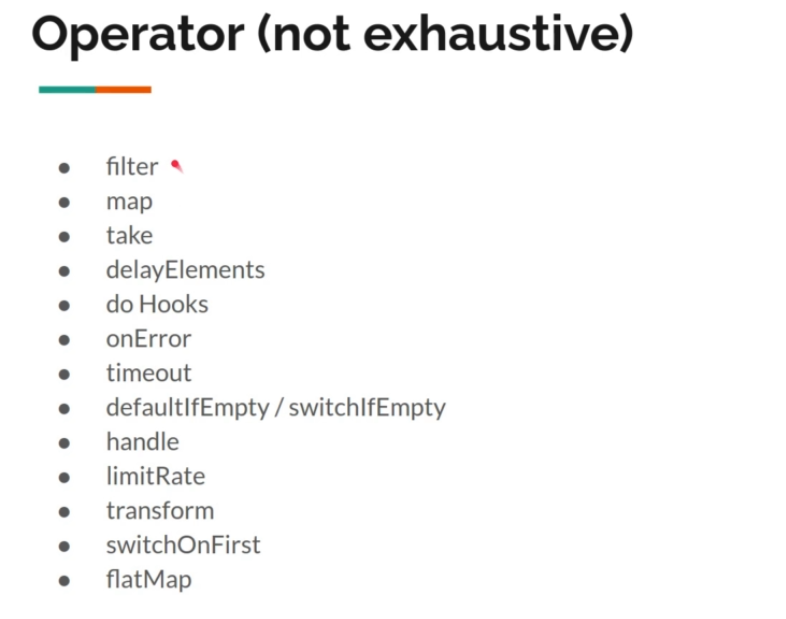 Operator (not exhaustive)
● filter
● map
● take
● delayElements
● do Hooks
● onError
● timeout
● defaultIfEmpty / switchIfEmpty
● handle
● limitRate
● transform
● switchOnFirst
● flatMap